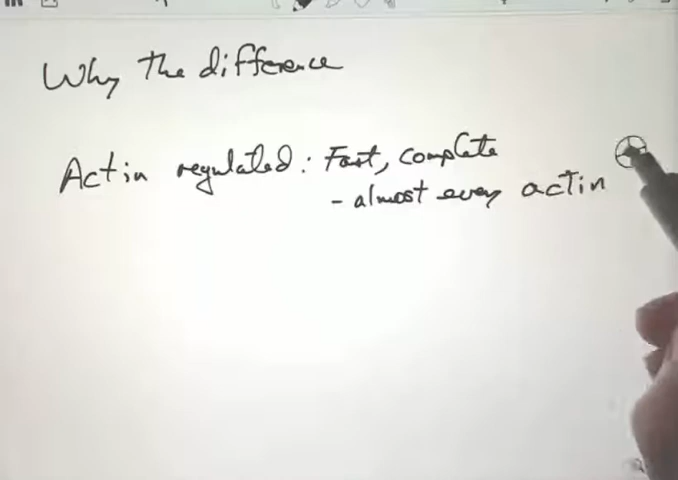 Why the difference
Actin regulated: Fast, complete
- almost every actin